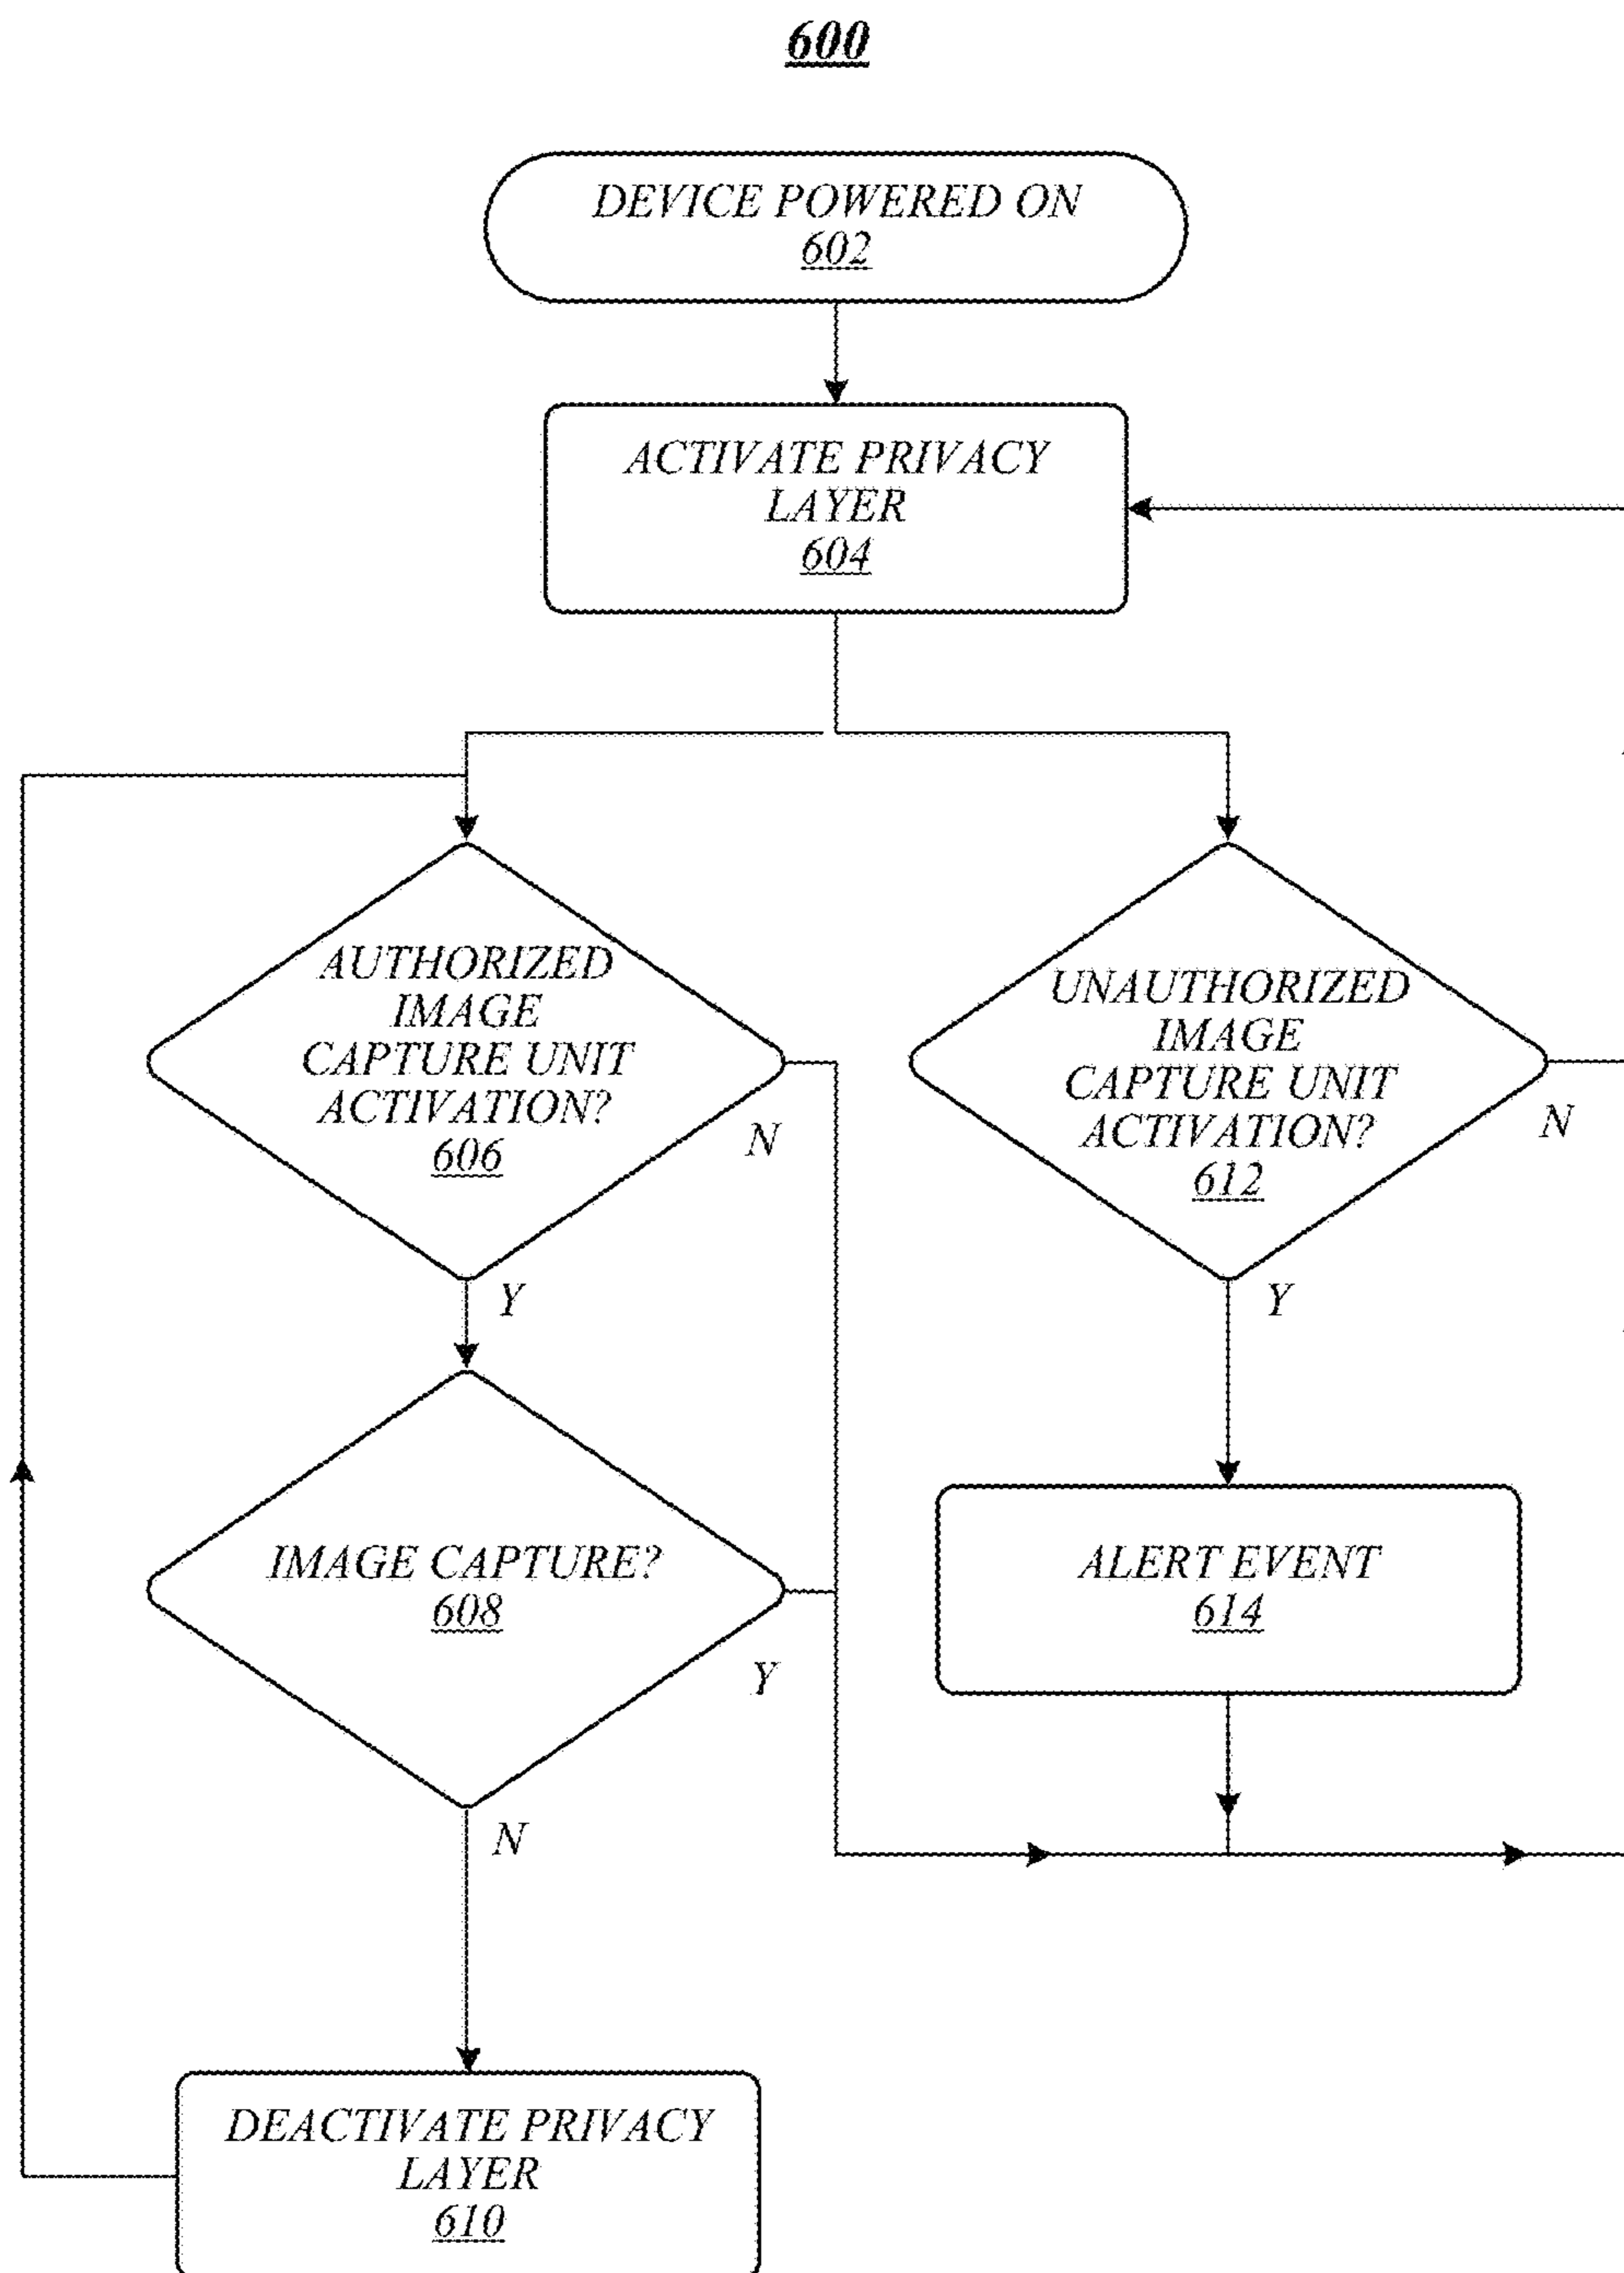 600
DEVICE POWERED ON
602
ACTIVATE PRIVACY
LAYER
604
AUTHORIZED
IMAGE
CAPTURE UNIT
ACTIVATION?
606
N
Y
UNAUTHORIZED
IMAGE
CAPTURE UNIT
ACTIVATION?
612
N
Y
IMAGE CAPTURE?
608
Y
N
ALERT EVENT
614
DEACTIVATE PRIVACY
LAYER
610